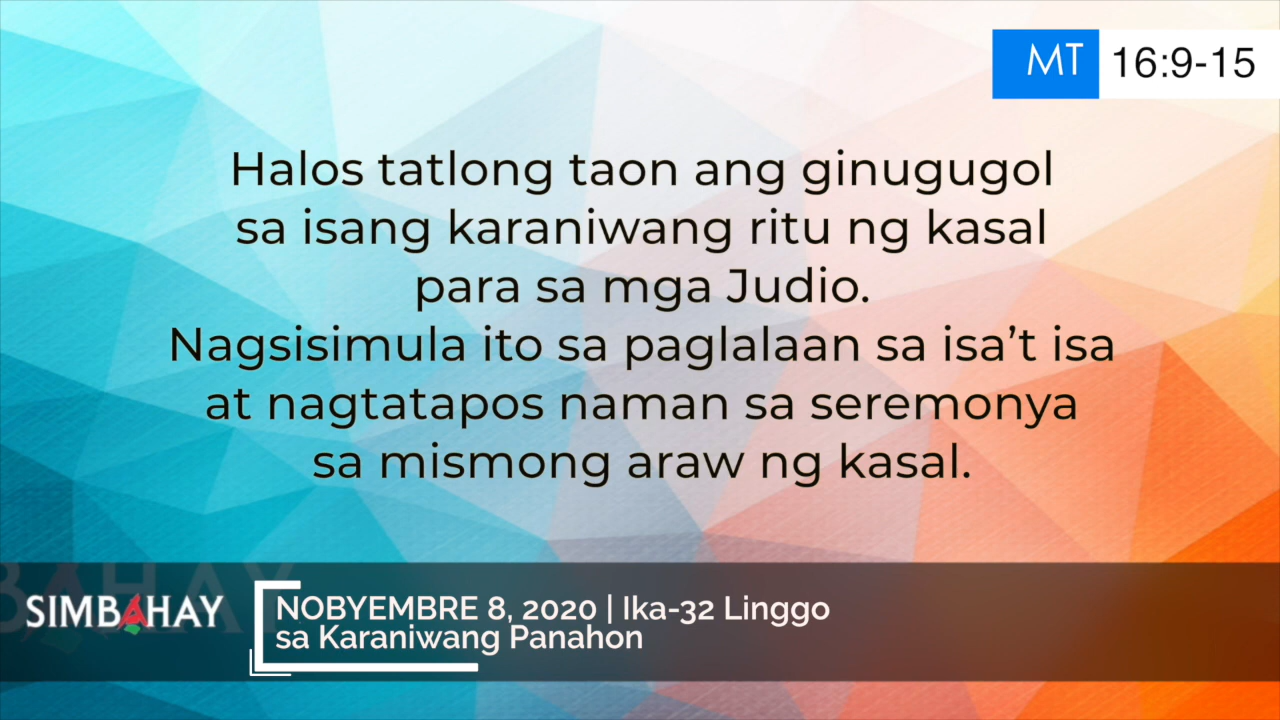 MT 16:9-15
Halos tatlong taon ang ginugugol
sa isang karaniwang ritu ng kasal
para sa mga Judio.
Nagsisimula ito sa paglalaan sa isa’t isa
at nagtatapos naman sa seremonya
sa mismong araw ng kasal.
SIMBAHAY
NOBYEMBRE 8, 2020 | Ika-32 Linggo
sa Karaniwang Panahon